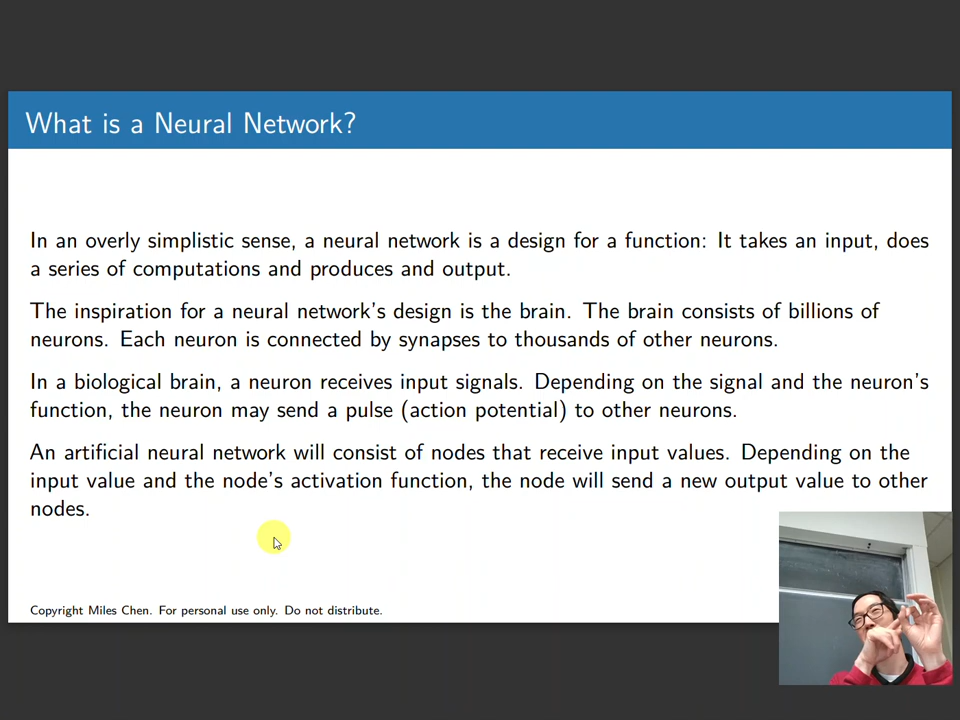 What is a Neural Network?
In an overly simplistic sense, a neural network is a design for a function: It takes an input, does
a series of computations and produces and output.
The inspiration for a neural network's design is the brain. The brain consists of billions of
neurons. Each neuron is connected by synapses to thousands of other neurons.
In a biological brain, a neuron receives input signals. Depending on the signal and the neuron's
function, the neuron may send a pulse (action potential) to other neurons.
An artificial neural network will consist of nodes that receive input values. Depending on the
input value and the node's activation function, the node will send a new output value to other
nodes.
Copyright Miles Chen. For personal use only. Do not distribute.